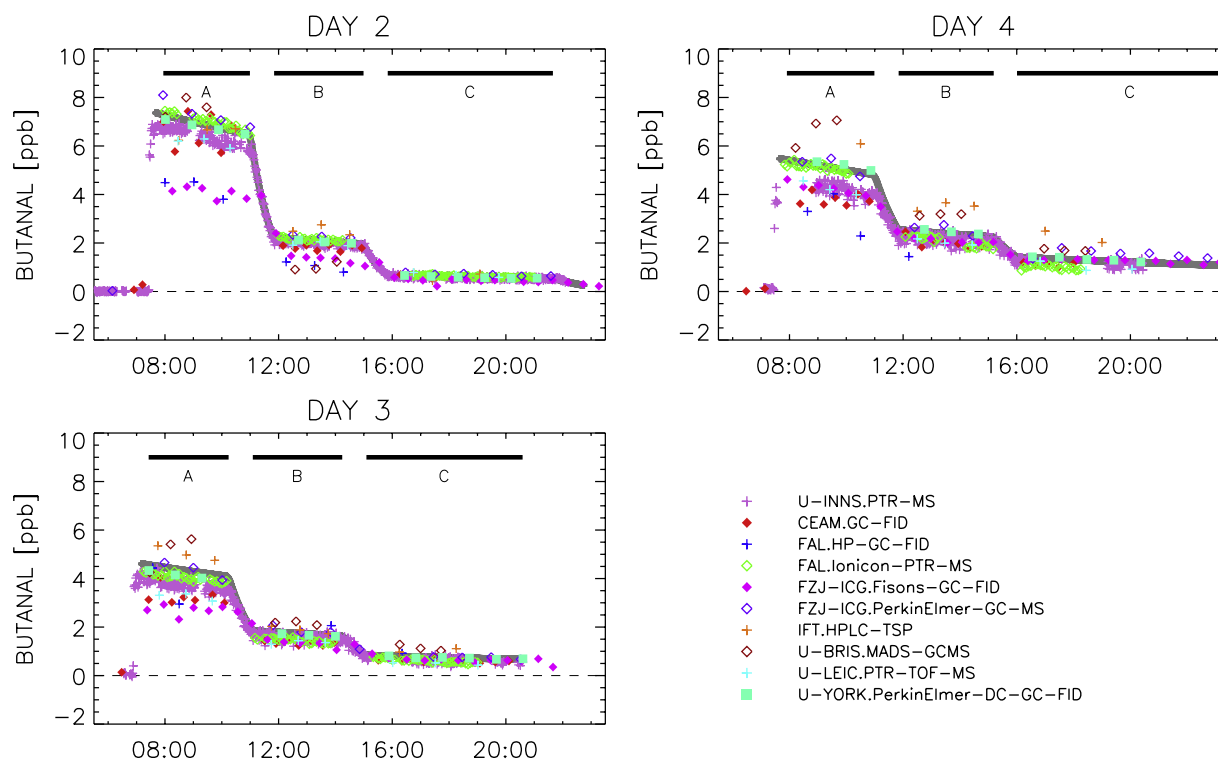 DAY 2
BUTANAL [ppb]
10
8
6
4
2
0
−2
A
B
C
08:00 12:00 16:00 20:00
DAY 4
BUTANAL [ppb]
10
8
6
4
2
0
−2
A
B
C
08:00 12:00 16:00 20:00
DAY 3
BUTANAL [ppb]
10
8
6
4
2
0
−2
A
B
C
08:00 12:00 16:00 20:00
U−INNS.PTR−MS
CEAM.GC−FID
FAL.HP−GC−FID
FAL.Ionicon−PTR−MS
FZJ−ICG.Fisons−GC−FID
FZJ−ICG.PerkinElmer−GC−MS
IFT.HPLC−TSP
U−BRIS.MADS−GCMS
U−LEIC.PTR−TOF−MS
U−YORK.PerkinElmer−DC−GC−FID